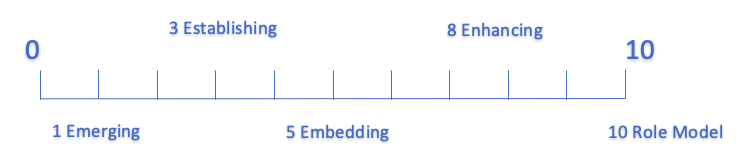 3 Establishing
8 Enhancing
0
10
1 Emerging
5 Embedding
10 Role Model